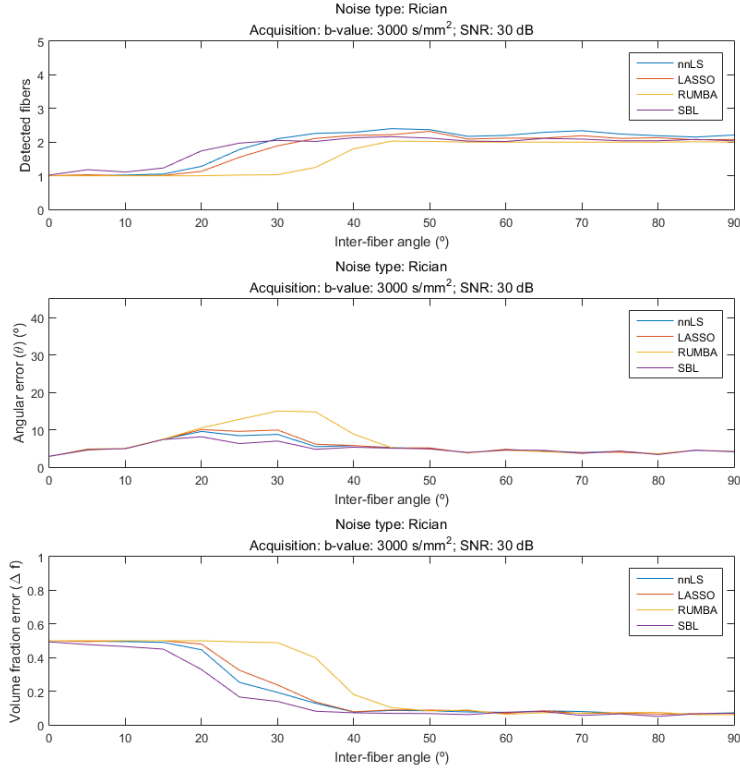 Noise type: Rician
Acquisition: b-value: 3000 s/mm²; SNR: 30 dB
Detected fibers
5
4
3
2
1
0
nnLS
LASSO
RUMBA
SBL
0 10 20 30 40 50 60 70 80 90
Inter-fiber angle (º)
Noise type: Rician
Acquisition: b-value: 3000 s/mm²; SNR: 30 dB
Angular error (θ) (º)
40
30
20
10
0
nnLS
LASSO
RUMBA
SBL
0 10 20 30 40 50 60 70 80 90
Inter-fiber angle (º)
Noise type: Rician
Acquisition: b-value: 3000 s/mm²; SNR: 30 dB
Volume fraction error (Δ f)
1
0.8
0.6
0.4
0.2
0
nnLS
LASSO
RUMBA
SBL
0 10 20 30 40 50 60 70 80 90
Inter-fiber angle (º)